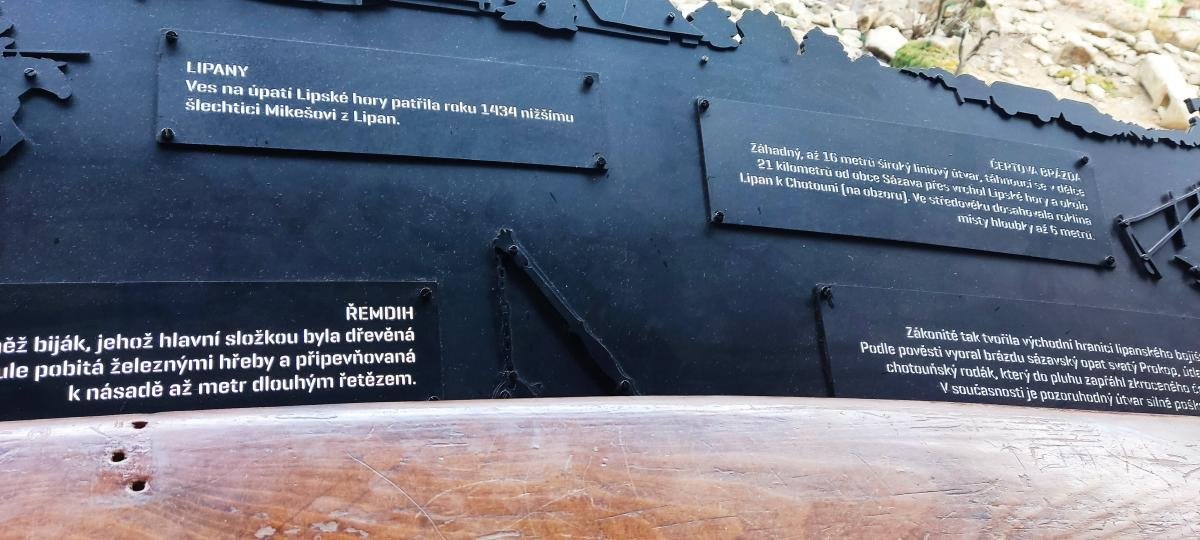 LIPANY
Ves na úpatí Lipské hory patřila roku 1434 nižšímu
šlechtici Mikešovi z Lipan.
ČERTOVA BRÁZDA
Záhadný, až 16 metrů široký liniový útvar, táhnoucí se v délce
21 kilometrů od obce Sázava přes vrchol Lipské hory a okolo
Lipan k Chotouni (na obzoru). Ve středověku dosahovala roklina
místy hloubky až 6 metrů.
ŘEMDIH
biják, jehož hlavní složkou byla dřevěná
pobitá železnými hřeby a připevňovaná
k násadě až metr dlouhým řetězem.
Zákonitě tak tvořila východní hranici lipanského
Podle pověsti vyoral brázdu sázavský opat svatý Prokop,
chotouňský rodák, který do pluhu zapřáhl zkroceného
V současnosti je pozoruhodný útvar silně